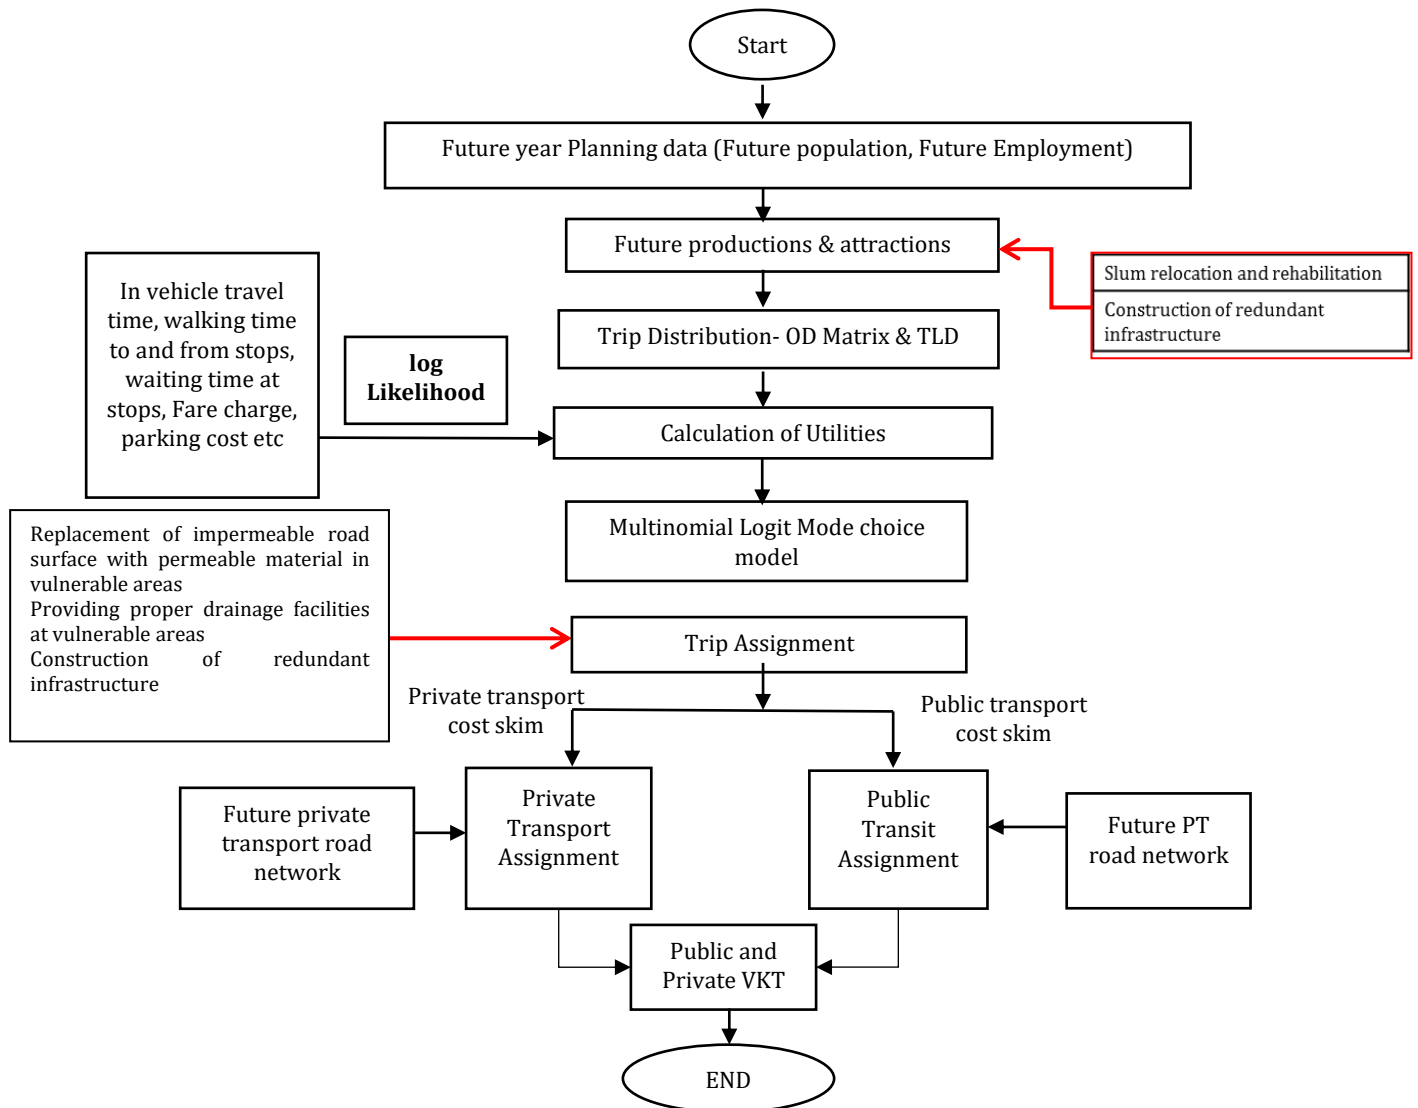 Start
Future year Planning data (Future population, Future Employment)
Future productions & attractions
Slum relocation and rehabilitation
Construction of redundant
infrastructure
In vehicle travel
time, walking time
to and from stops,
waiting time at
stops, Fare charge,
parking cost etc
log
Likelihood
Trip Distribution- OD Matrix & TLD
Calculation of Utilities
Multinomial Logit Mode choice
model
Replacement of impermeable road
surface with permeable material in
vulnerable areas
Providing proper drainage facilities
at vulnerable areas
Construction of redundant
infrastructure
Trip Assignment
Private transport
cost skim
Public transport
cost skim
Future private
transport road
network
Private
Transport
Assignment
Public
Transit
Assignment
Future PT
road network
Public and
Private VKT
END